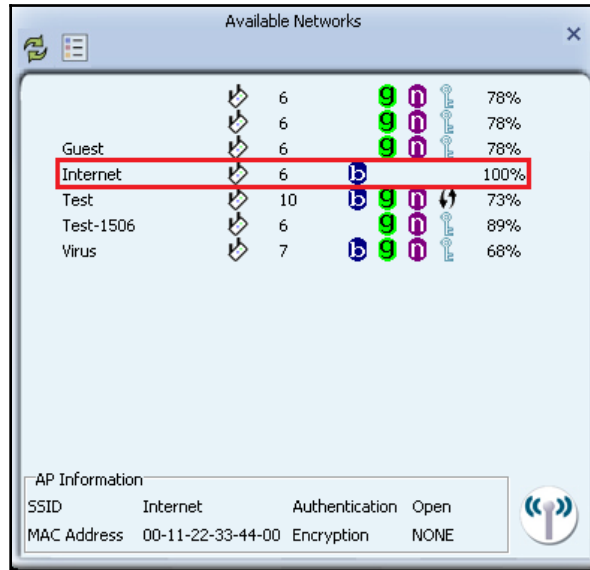 Available Networks
6 g n 78%
6 g n 78%
Guest 6 g n 78%
Internet 6 b 100%
Test 10 b g n 73%
Test-1506 6 g n 89%
Virus 7 b g n 68%
AP Information
SSID Internet Authentication Open
MAC Address 00-11-22-33-44-00 Encryption NONE